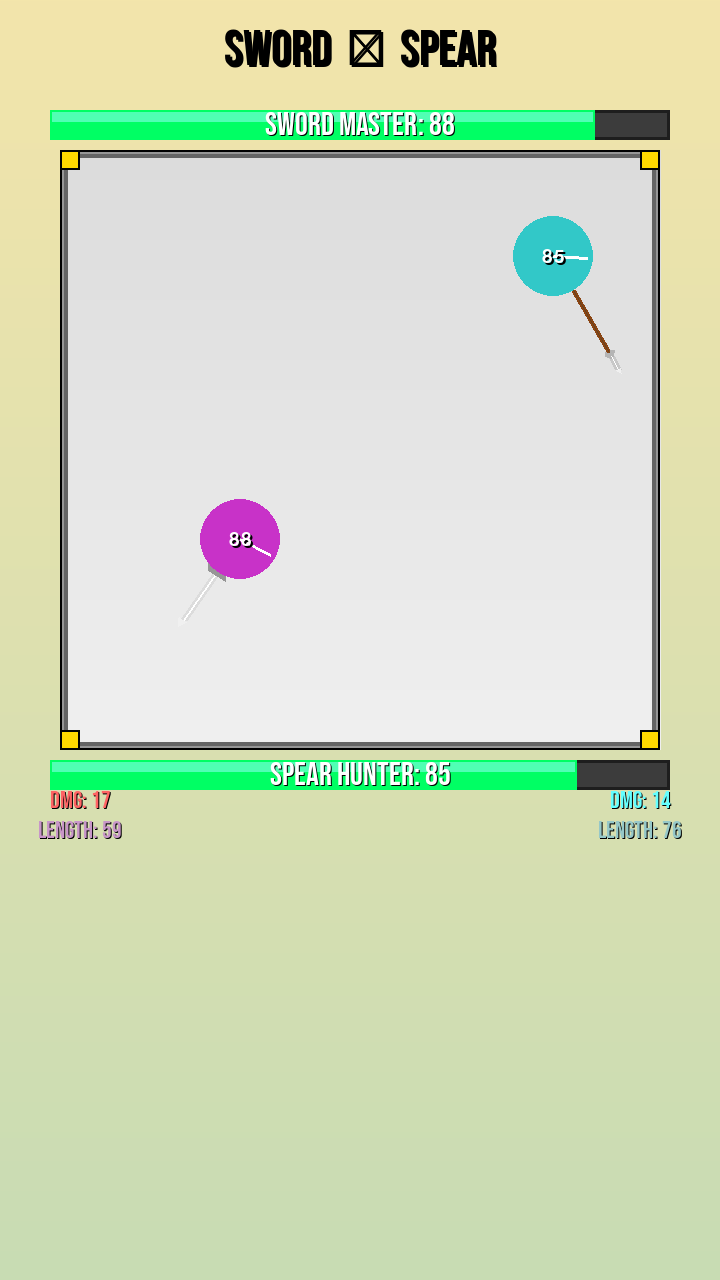 SWORD ☒ SPEAR
SWORD MASTER: 88
85
88
SPEAR HUNTER: 85
DMG: 17 DMG: 14
LENGTH: 59 LENGTH: 76